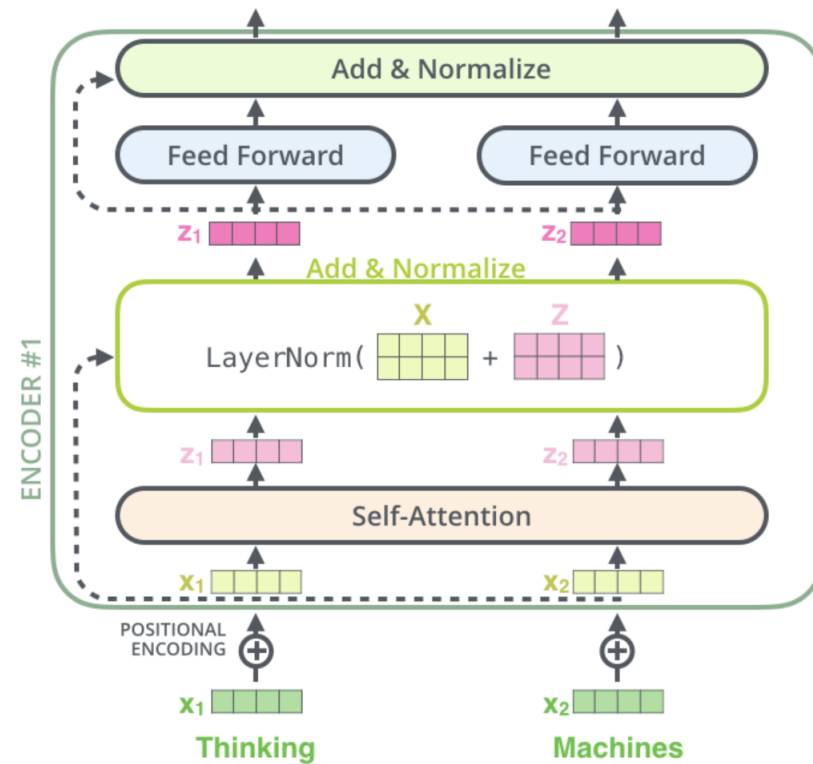 Add & Normalize
Feed Forward
Feed Forward
z1
z2
Add & Normalize
X
Z
LayerNorm(
+
)
ENCODER #1
z1
z2
Self-Attention
x1
x2
POSITIONAL
ENCODING
x1
x2
Thinking
Machines